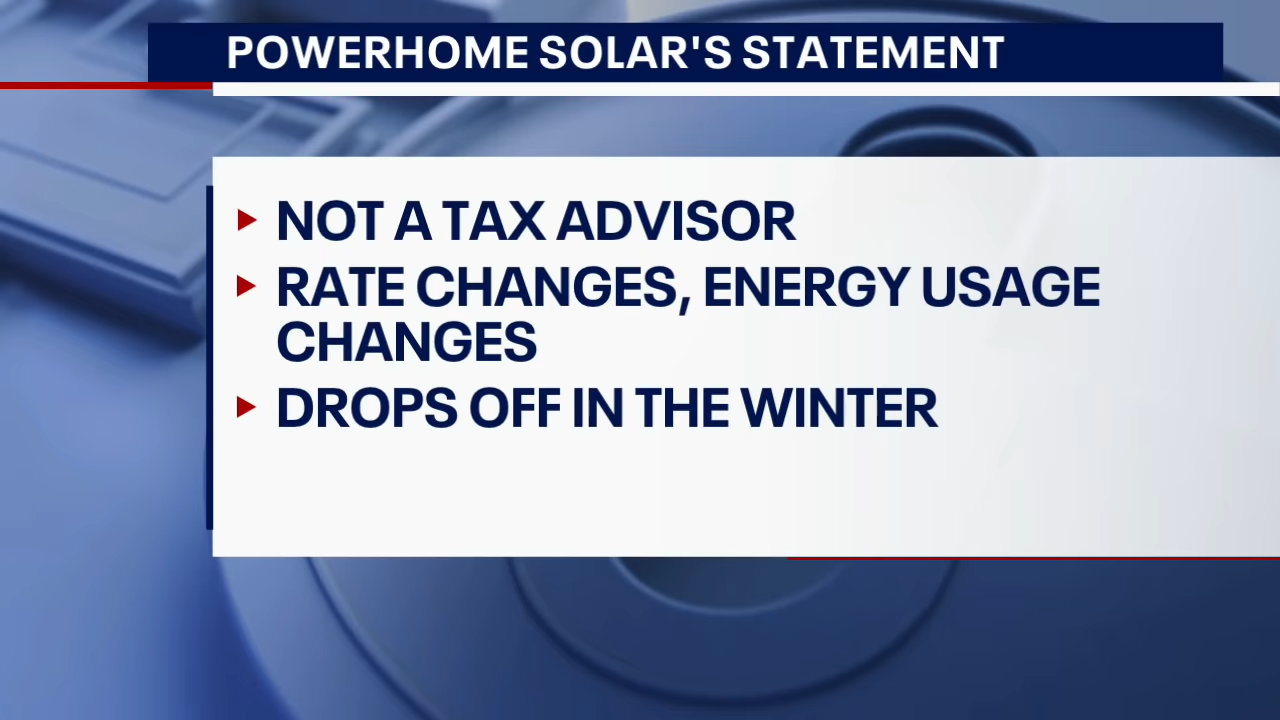 POWERHOME SOLAR'S STATEMENT
NOT A TAX ADVISOR
RATE CHANGES, ENERGY USAGE
CHANGES
DROPS OFF IN THE WINTER